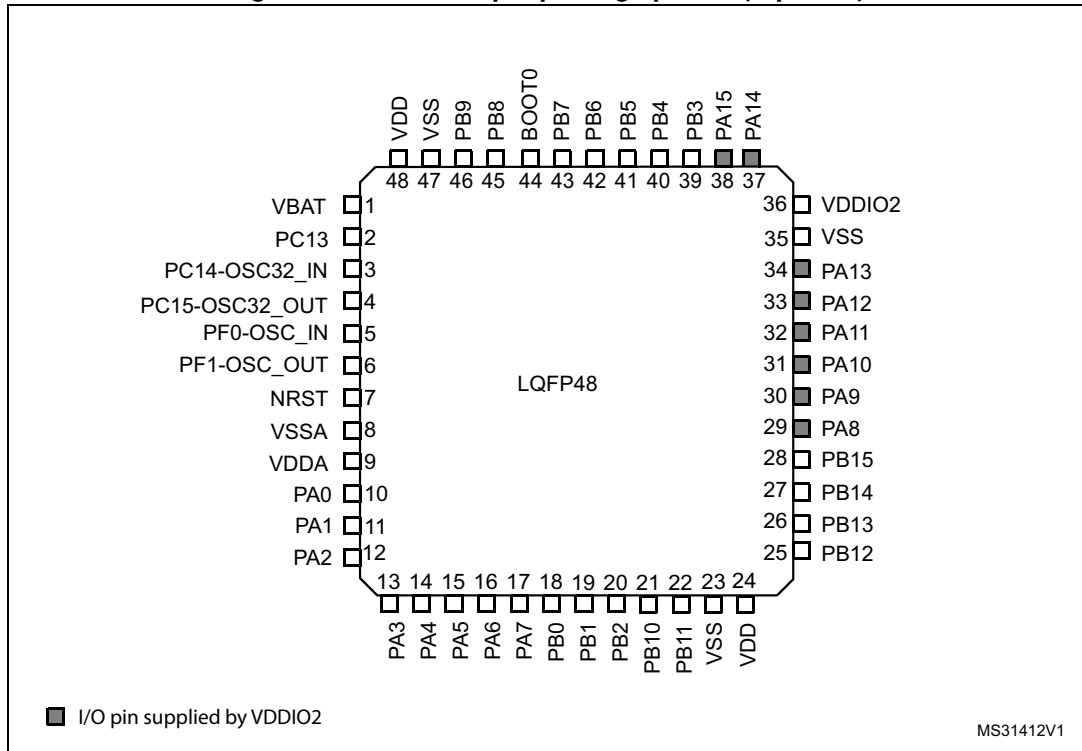 VDD
VSS
PB9
PB8
BOOT0
PB7
PB6
PB5
PB4
PB3
PA15
PA14
48 47 46 45 44 43 42 41 40 39 38 37
VBAT 1
PC13 2
PC14-OSC32_IN 3
PC15-OSC32_OUT 4
PF0-OSC_IN 5
PF1-OSC_OUT 6
NRST 7
VSSA 8
VDDA 9
PA0 10
PA1 11
PA2 12
LQFP48
36 VDDIO2
35 VSS
34 PA13
33 PA12
32 PA11
31 PA10
30 PA9
29 PA8
28 PB15
27 PB14
26 PB13
25 PB12
13 14 15 16 17 18 19 20 21 22 23 24
PA3
PA4
PA5
PA6
PA7
PB0
PB1
PB2
PB10
PB11
VSS
VDD
I/O pin supplied by VDDIO2
MS31412V1